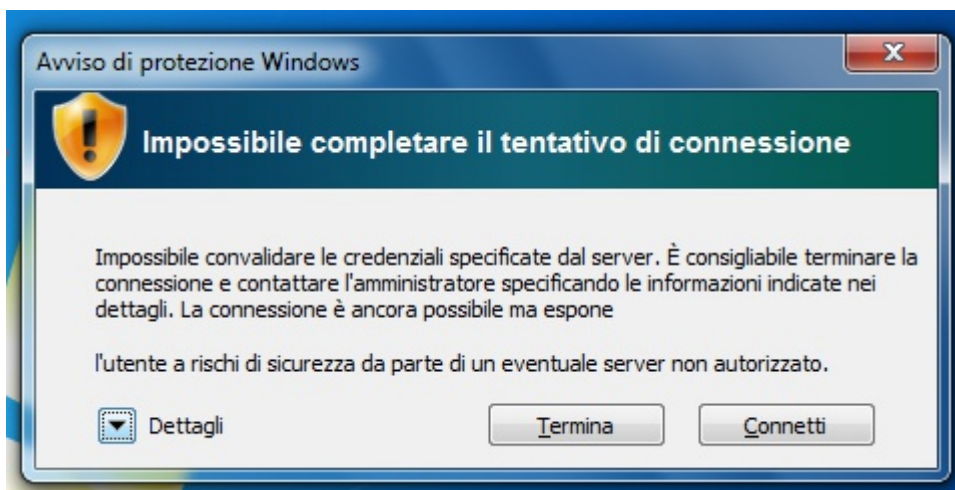 Avviso di protezione Windows
Impossibile completare il tentativo di connessione
Impossibile convalidare le credenziali specificate dal server. È consigliabile terminare la
connessione e contattare l'amministratore specificando le informazioni indicate nei
dettagli. La connessione è ancora possibile ma espone
l'utente a rischi di sicurezza da parte di un eventuale server non autorizzato.
Dettagli
Termina
Connetti